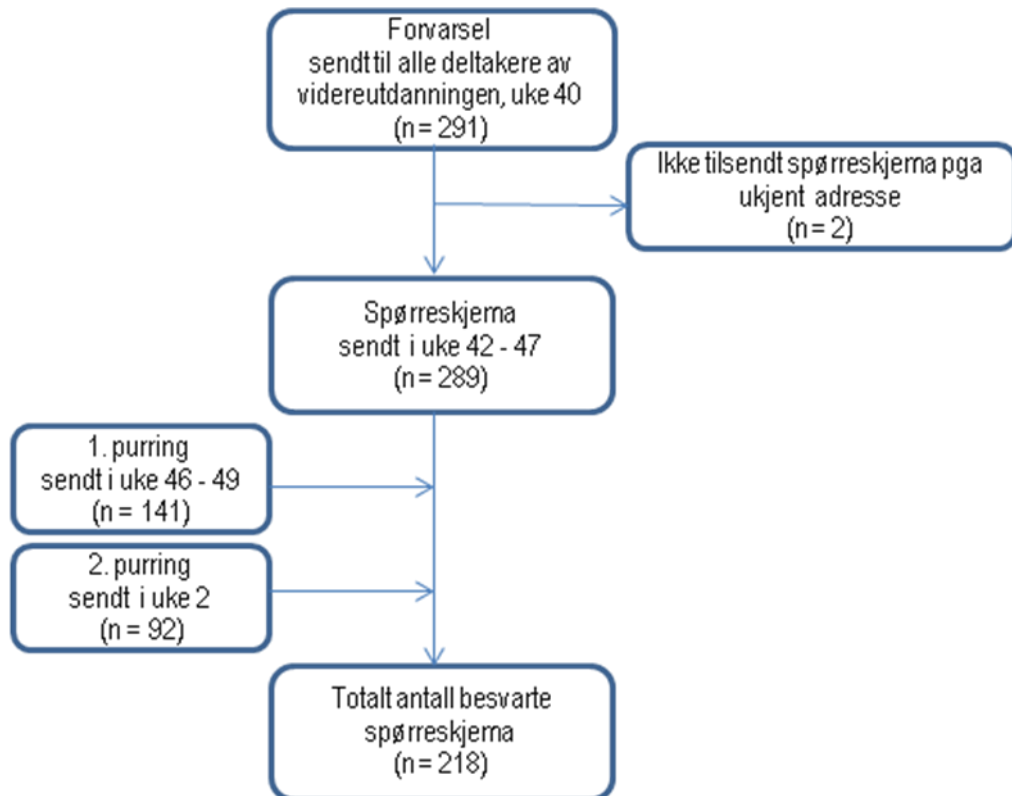 Forvarsel
sendt til alle deltakere av
videreutdanningen, uke 40
(n = 291)
Ikke tilsendt spørreskjema pga
ukjent adresse
(n = 2)
Spørreskjema
sendt i uke 42 - 47
(n = 289)
1. purring
sendt i uke 46 - 49
(n = 141)
2. purring
sendt i uke 2
(n = 92)
Totalt antall besvarte
spørreskjema
(n = 218)